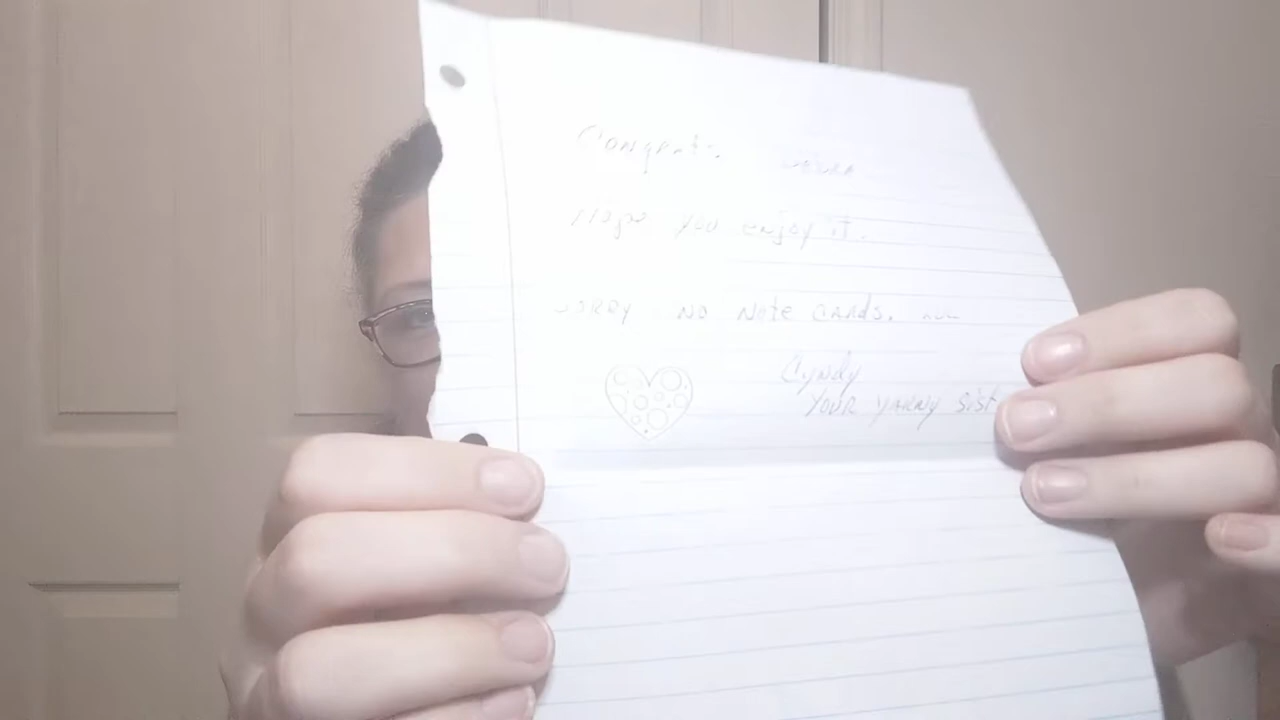 Congrats.
Hope you enjoy it.
Sorry no note cards.
Cyndy
Your Yarny Sist